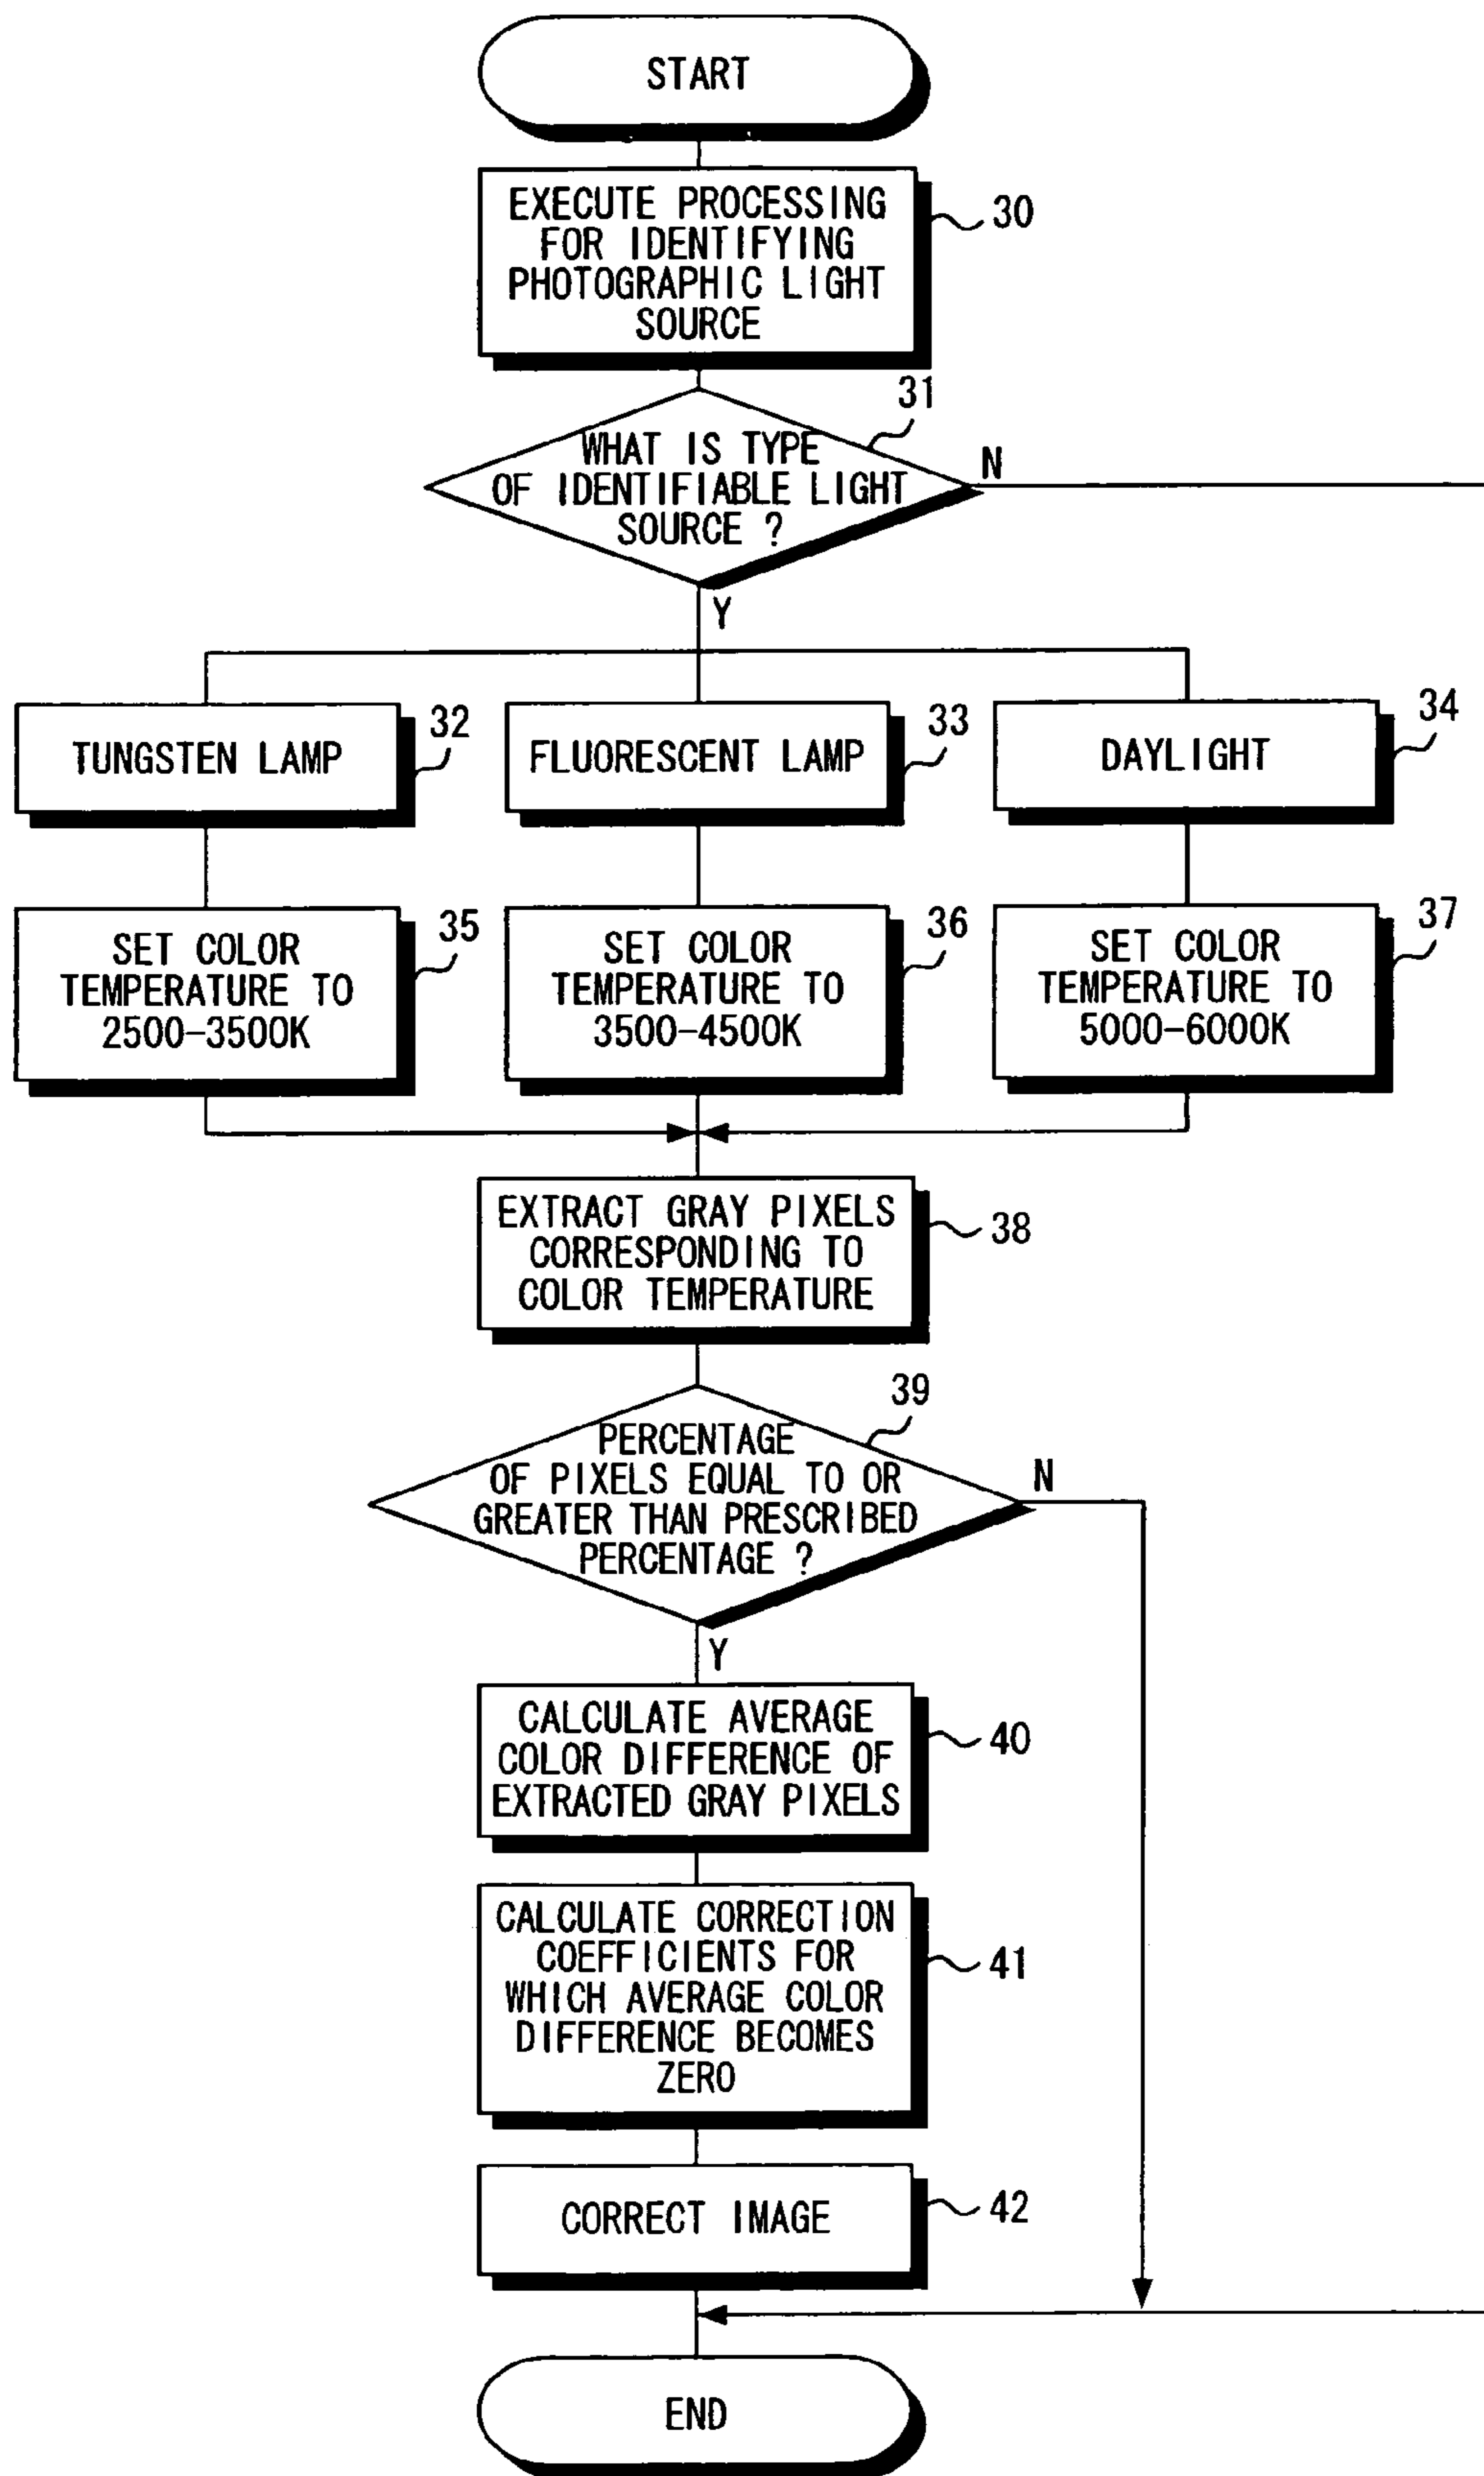 START
EXECUTE PROCESSING
FOR IDENTIFYING
PHOTOGRAPHIC LIGHT
SOURCE
30
31
WHAT IS TYPE
OF IDENTIFIABLE LIGHT
SOURCE ?
N
Y
TUNGSTEN LAMP
32
FLUORESCENT LAMP
33
DAYLIGHT
34
SET COLOR
TEMPERATURE TO
2500-3500K
35
SET COLOR
TEMPERATURE TO
3500-4500K
36
SET COLOR
TEMPERATURE TO
5000-6000K
37
EXTRACT GRAY PIXELS
CORRESPONDING TO
COLOR TEMPERATURE
38
39
PERCENTAGE
OF PIXELS EQUAL TO OR
GREATER THAN PRESCRIBED
PERCENTAGE ?
N
Y
CALCULATE AVERAGE
COLOR DIFFERENCE OF
EXTRACTED GRAY PIXELS
40
CALCULATE CORRECTION
COEFFICIENTS FOR
WHICH AVERAGE COLOR
DIFFERENCE BECOMES
ZERO
41
CORRECT IMAGE
42
END